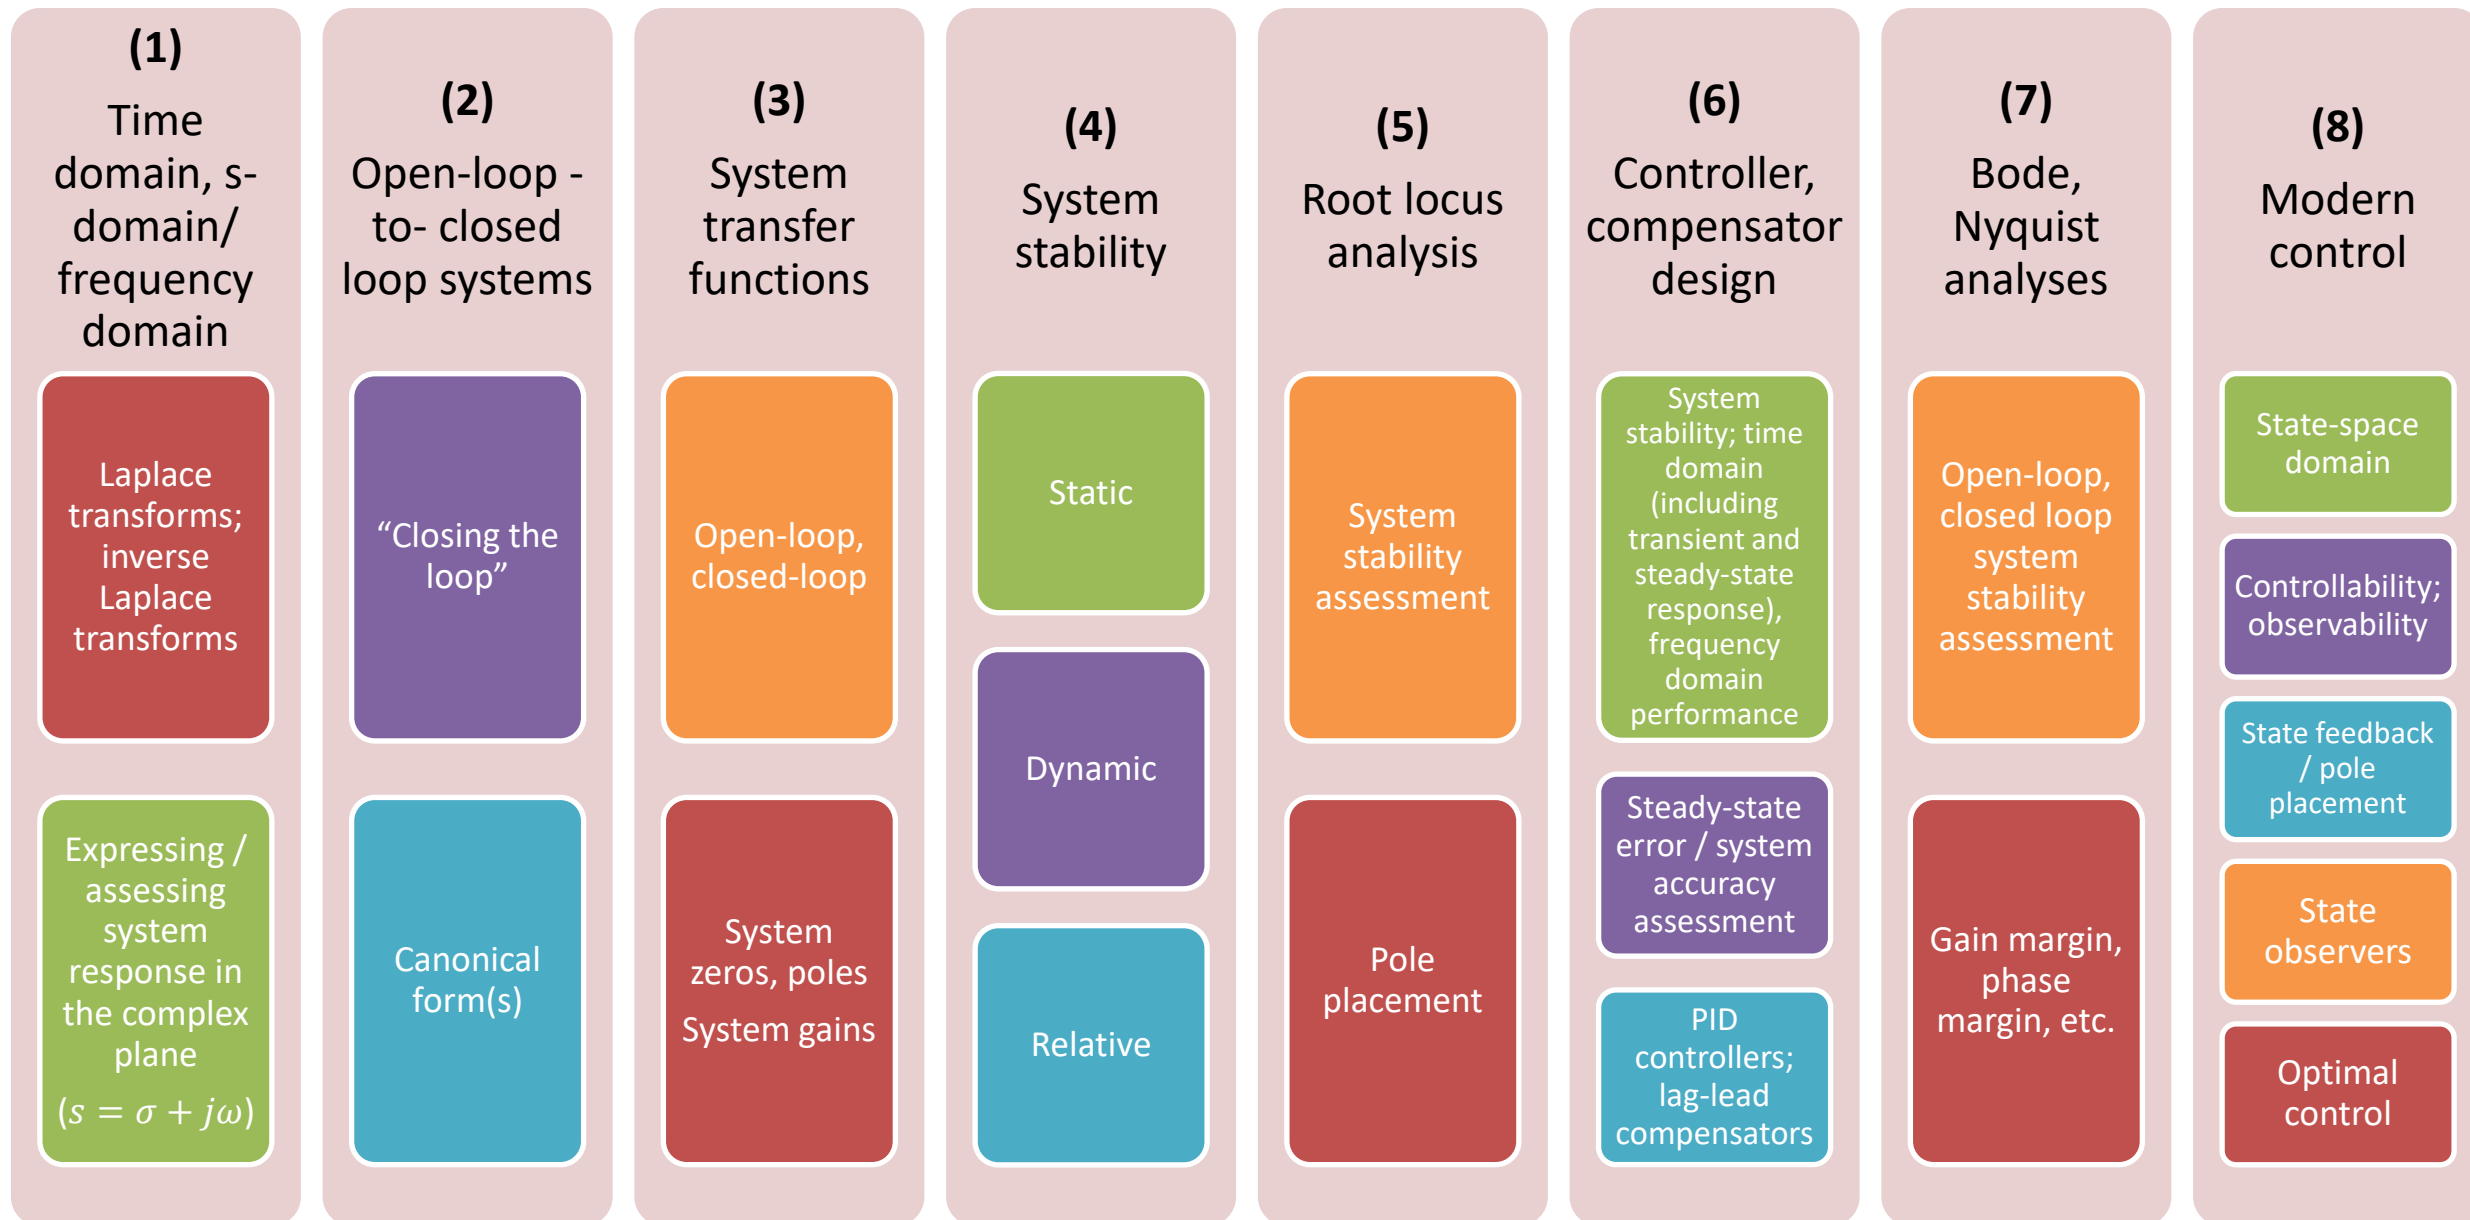 (1)
Time
domain, s-
domain/
frequency
domain
Laplace
transforms;
inverse
Laplace
transforms
Expressing /
assessing
system
response in
the complex
plane
(𝑠 = 𝜎 + 𝑗𝜔)
(2)
Open-loop -
to- closed
loop systems
“Closing the
loop”
Canonical
form(s)
(3)
System
transfer
functions
Open-loop,
closed-loop
System
zeros, poles
System gains
(4)
System
stability
Static
Dynamic
Relative
(5)
Root locus
analysis
System
stability
assessment
Pole
placement
(6)
Controller,
compensator
design
System
stability; time
domain
(including
transient and
steady-state
response),
frequency
domain
performance
Steady-state
error / system
accuracy
assessment
PID
controllers;
lag-lead
compensators
(7)
Bode,
Nyquist
analyses
Open-loop,
closed loop
system
stability
assessment
Gain margin,
phase
margin, etc.
(8)
Modern
control
State-space
domain
Controllability;
observability
State feedback
/ pole
placement
State
observers
Optimal
control